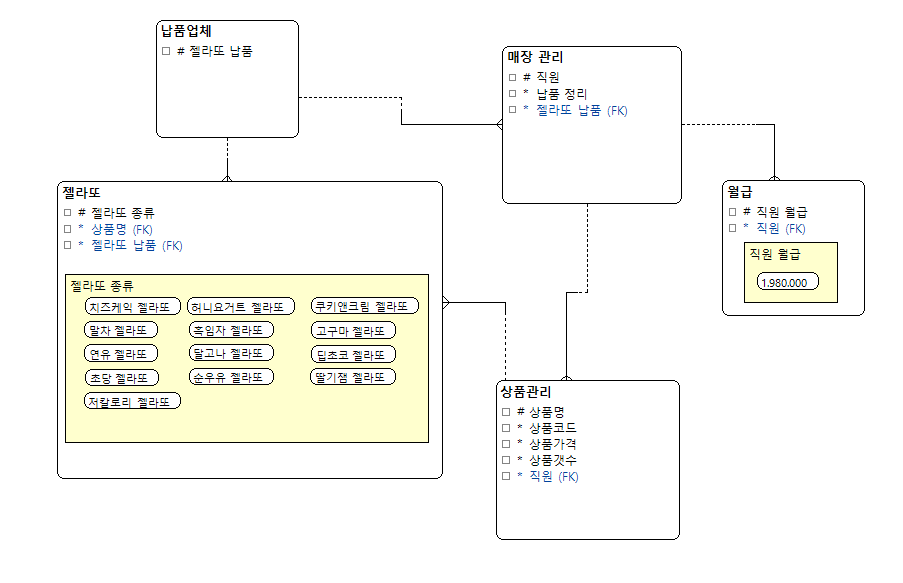 납품업체
# 젤라또 납품
매장 관리
# 직원
* 납품 정리
* 젤라또 납품 (FK)
젤라또
# 젤라또 종류
* 상품명 (FK)
* 젤라또 납품 (FK)
젤라또 종류
치즈케익 젤라또 허니요거트 젤라또 쿠키앤크림 젤라또
말차 젤라또 흑임자 젤라또 고구마 젤라또
연유 젤라또 달고나 젤라또 딥초코 젤라또
초당 젤라또 순우유 젤라또 딸기잼 젤라또
저칼로리 젤라또
월급
# 직원 월급
* 직원 (FK)
직원 월급
1.980.000
상품관리
# 상품명
* 상품코드
* 상품가격
* 상품갯수
* 직원 (FK)